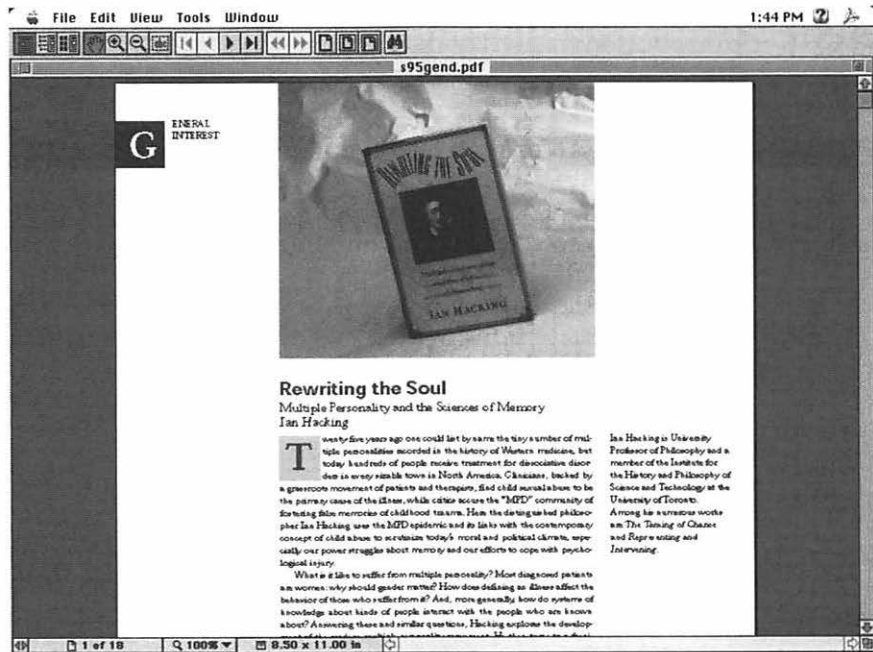 File Edit View Tools Window 1:44 PM
s95gend.pdf
G
ENERAL
INTEREST
REWRITING THE SOUL
IAN HACKING
Rewriting the Soul
Multiple Personality and the Sciences of Memory
Ian Hacking
Twenty-five years ago one could list by name the tiny number of mul-
tiple personalities recorded in the history of Western medicine, but
today hundreds of people receive treatment for dissociative disor-
ders in every sizable town in North America. Clinicians, backed by
a grassroots movement of patients and therapists, find child sexual abuse to be
the primary cause of the illness, while critics accuse the "MPD" community of
fostering false memories of childhood trauma. Here the distinguished philoso-
pher Ian Hacking uses the MPD epidemic and its links with the contemporary
concept of child abuse to scrutinize today's moral and political climate, espe-
cially our power struggles about memory and our efforts to cope with psycho-
logical injury.
What is it like to suffer from multiple personality? Most diagnosed patients
are women: why should gender matter? How does defining an illness affect the
behavior of those who suffer from it? And, more generally, how do systems of
knowledge about kinds of people interact with the people who are known
about? Answering these and similar questions, Hacking explores the develop-
Ian Hacking is University
Professor of Philosophy and a
member of the Institute for
the History and Philosophy of
Science and Technology at the
University of Toronto.
Among his numerous works
are The Taming of Chance
and Representing and
Intervening.
1 of 18 100% 8.50 x 11.00 in